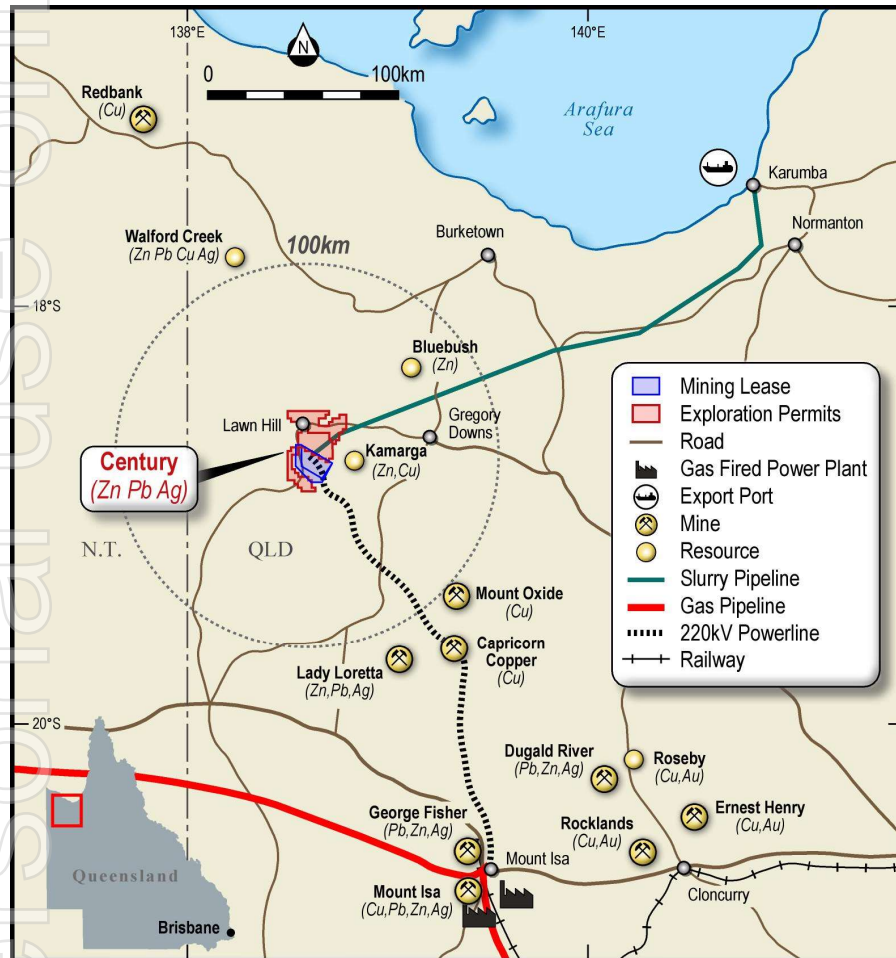 138°E
140°E
N
0
100km
Redbank
(Cu)
Arafura
Sea
Karumba
Normanton
Walford Creek
(Zn Pb Cu Ag)
100km
Burketown
18°S
Bluebush
(Zn)
Lawn Hill
Gregory
Downs
Century
(Zn Pb Ag)
Kamarga
(Zn,Cu)
N.T.
QLD
Mining Lease
Exploration Permits
Road
Gas Fired Power Plant
Export Port
Mine
Resource
Slurry Pipeline
Gas Pipeline
220kV Powerline
Railway
Mount Oxide
(Cu)
Capricorn
Copper
(Cu)
Lady Loretta
(Zn,Pb,Ag)
20°S
Dugald River
(Pb,Zn,Ag)
Roseby
(Cu,Au)
George Fisher
(Pb,Zn,Ag)
Rocklands
(Cu,Au)
Ernest Henry
(Cu,Au)
Mount Isa
Mount Isa
(Cu,Pb,Zn,Ag)
Cloncurry
Queensland
Brisbane
ersonal use on